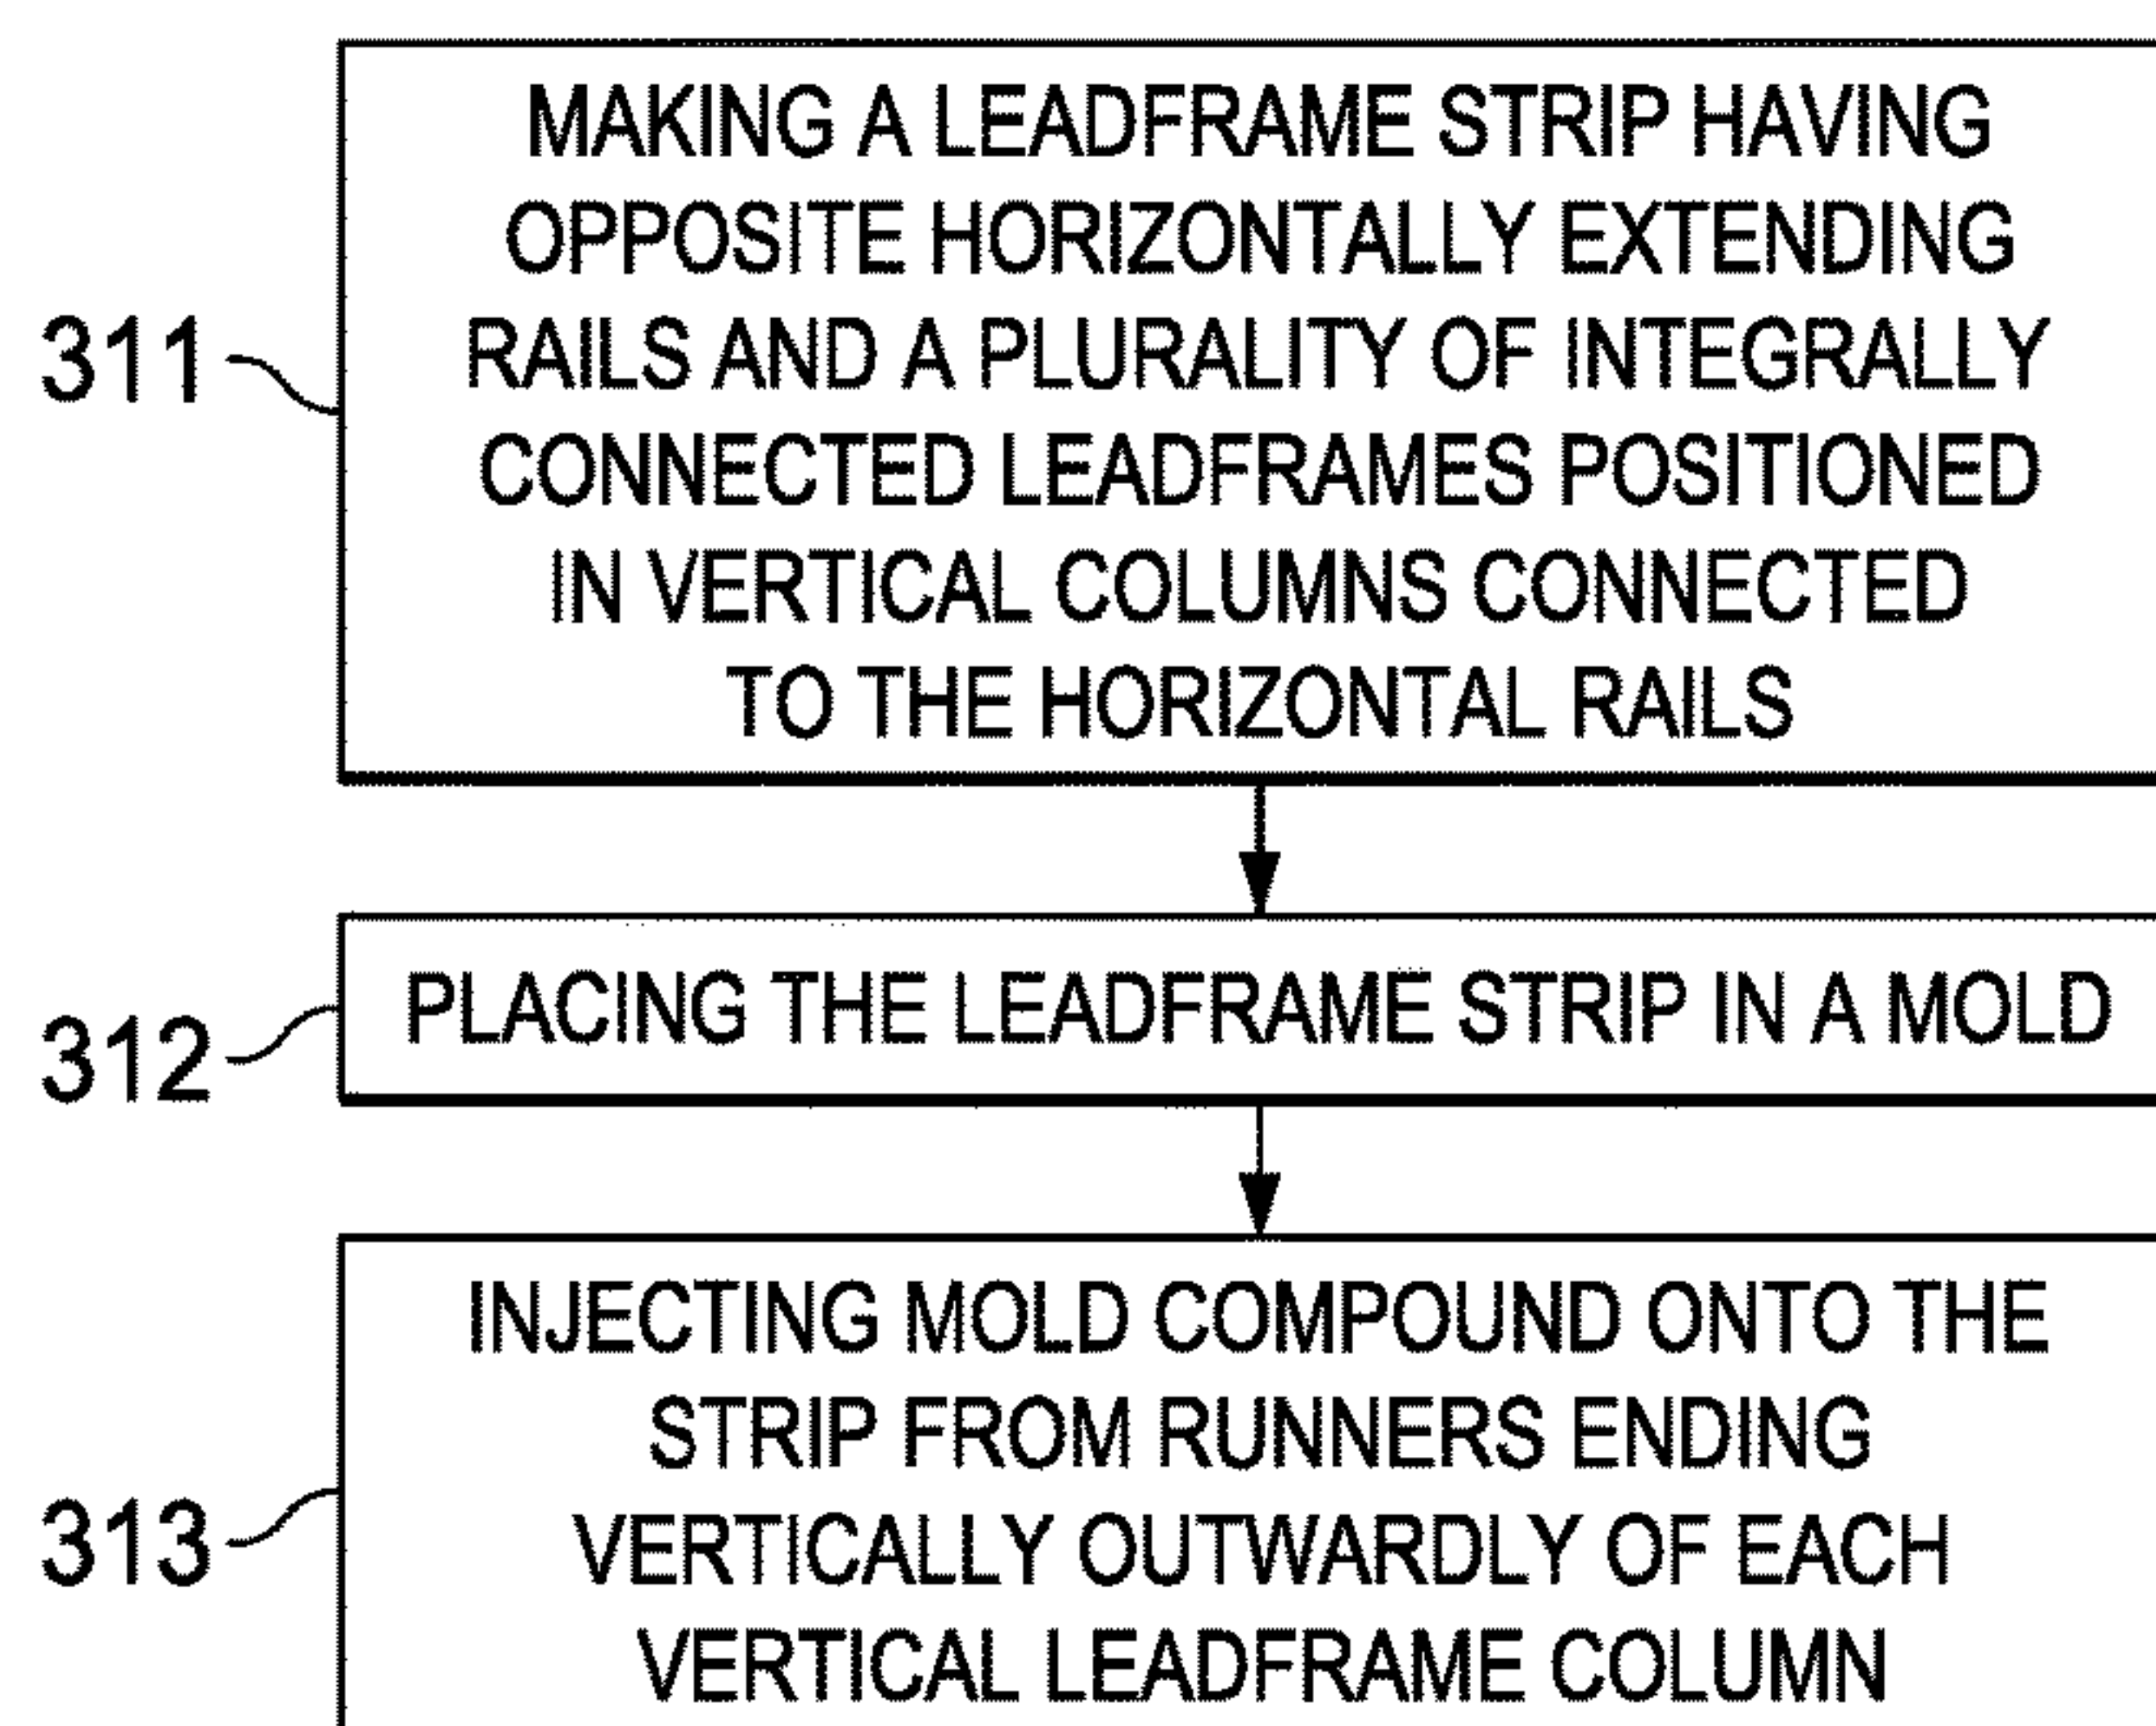 MAKING A LEADFRAME STRIP HAVING
OPPOSITE HORIZONTALLY EXTENDING
311
RAILS AND A PLURALITY OF INTEGRALLY
CONNECTED LEADFRAMES POSITIONED
IN VERTICAL COLUMNS CONNECTED
TO THE HORIZONTAL RAILS
312
PLACING THE LEADFRAME STRIP IN A MOLD
INJECTING MOLD COMPOUND ONTO THE
STRIP FROM RUNNERS ENDING
313
VERTICALLY OUTWARDLY OF EACH
VERTICAL LEADFRAME COLUMN